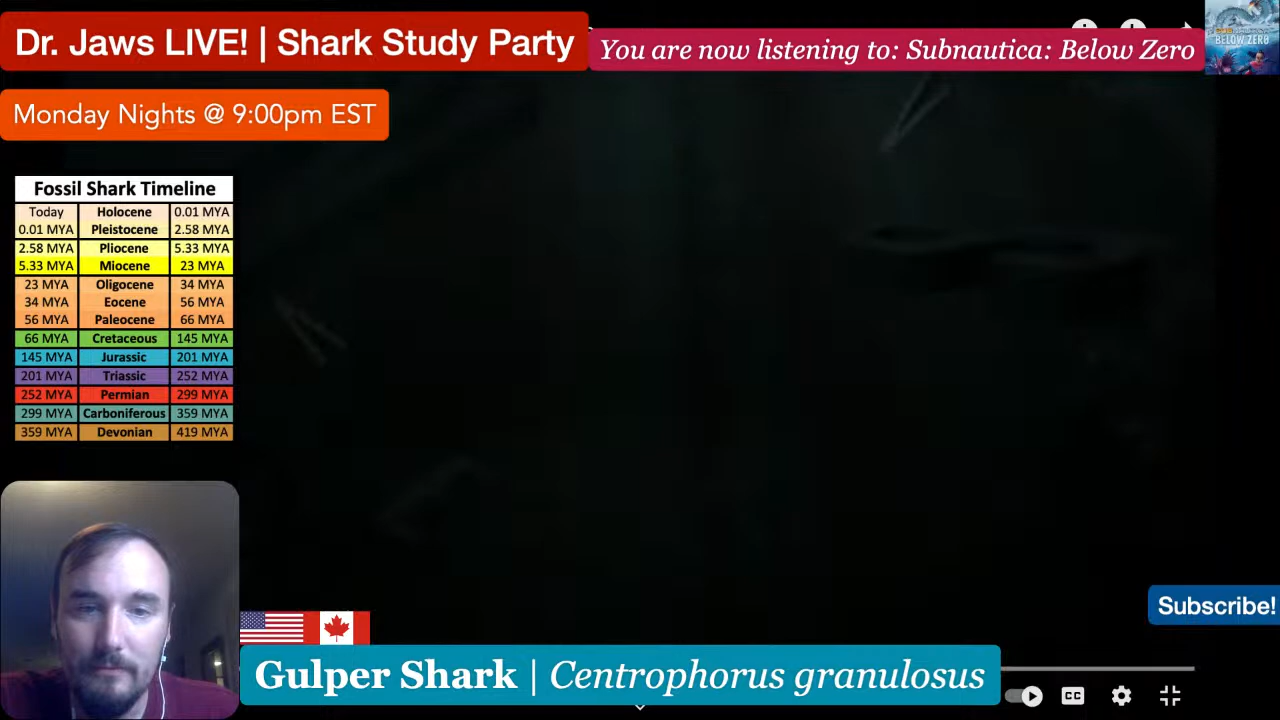 Dr. Jaws LIVE! | Shark Study Party
You are now listening to: Subnautica: Below Zero
BELOW ZERO
Monday Nights @ 9:00pm EST
Fossil Shark Timeline
Today Holocene 0.01 MYA
0.01 MYA Pleistocene 2.58 MYA
2.58 MYA Pliocene 5.33 MYA
5.33 MYA Miocene 23 MYA
23 MYA Oligocene 34 MYA
34 MYA Eocene 56 MYA
56 MYA Paleocene 66 MYA
66 MYA Cretaceous 145 MYA
145 MYA Jurassic 201 MYA
201 MYA Triassic 252 MYA
252 MYA Permian 299 MYA
299 MYA Carboniferous 359 MYA
359 MYA Devonian 419 MYA
Subscribe!
Gulper Shark | Centrophorus granulosus
CC